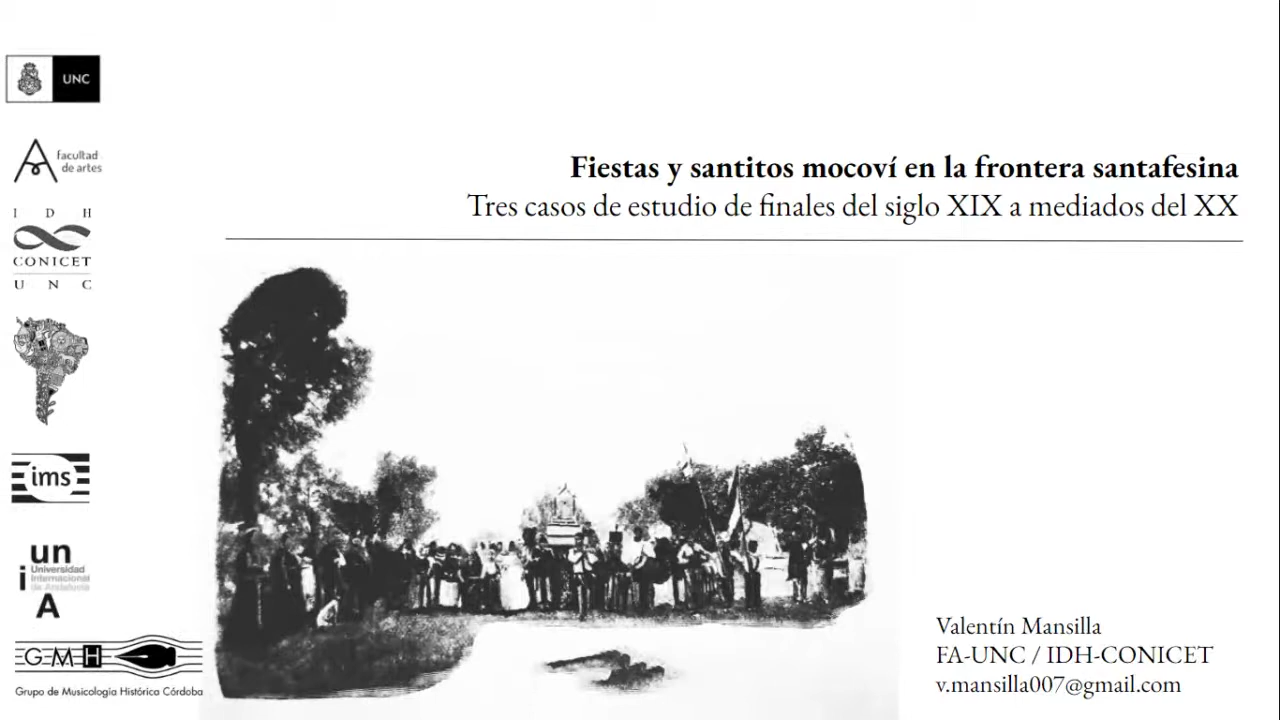 UNC
facultad
de artes
I D H
CONICET
U N C
ims
un
i Universidad
Internacional
de Andalucía
A
GMH
Grupo de Musicología Histórica Córdoba
Fiestas y santitos mocoví en la frontera santafesina
Tres casos de estudio de finales del siglo XIX a mediados del XX
Valentín Mansilla
FA-UNC / IDH-CONICET
v.mansilla007@gmail.com